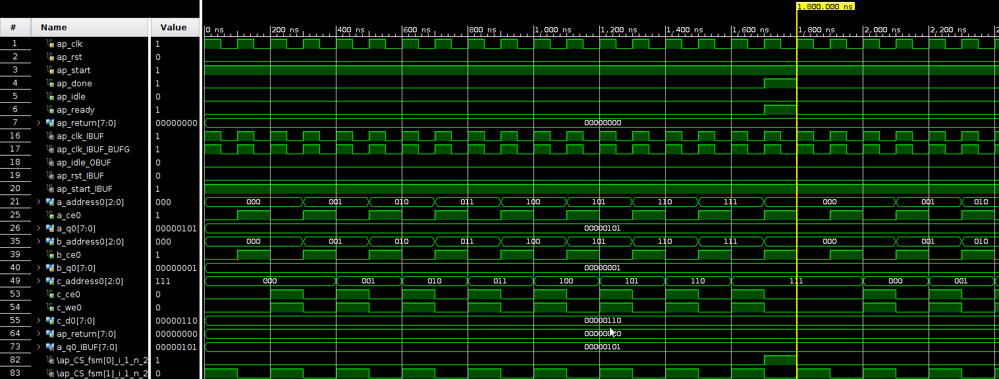 1,800.000 ns
# Name Value 0 ns 200 ns 400 ns 600 ns 800 ns 1,000 ns 1,200 ns 1,400 ns 1,600 ns 1,800 ns 2,000 ns 2,200 ns 2
1 ap_clk 1
2 ap_rst 0
3 ap_start 1
4 ap_done 1
5 ap_idle 0
6 ap_ready 1
7 ap_return[7:0] 00000000 00000000
16 ap_clk_IBUF 1
17 ap_clk_IBUF_BUFG 1
18 ap_idle_OBUF 0
19 ap_rst_IBUF 0
20 ap_start_IBUF 1
21 a_address0[2:0] 000 000 001 010 011 100 101 110 111 000 001 010
25 a_ce0 1
26 a_q0[7:0] 00000101 00000101
35 b_address0[2:0] 000 000 001 010 011 100 101 110 111 000 001 010
39 b_ce0 1
40 b_q0[7:0] 00000001 00000001
49 c_address0[2:0] 111 000 001 010 011 100 101 110 111 000 001
53 c_ce0 0
54 c_we0 0
55 c_d0[7:0] 00000110 00000110
64 ap_return[7:0] 00000000 00000000
73 a_q0_IBUF[7:0] 00000101 00000101
82 \ap_CS_fsm[0]_i_1_n_2 1
83 \ap_CS_fsm[1]_i_1_n_2 0